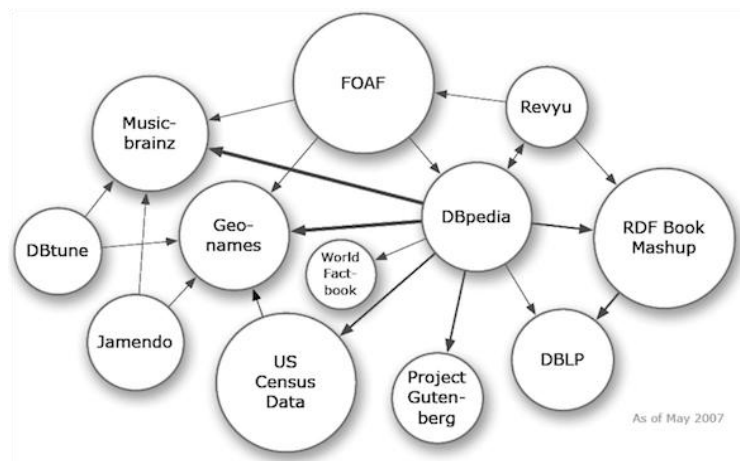 FOAF
Revyu
Music-
brainz
DBpedia
RDF Book
Mashup
Geo-
names
DBtune
World
Fact-
book
Jamendo
US
Census
Data
Project
Guten-
berg
DBLP
As of May 2007